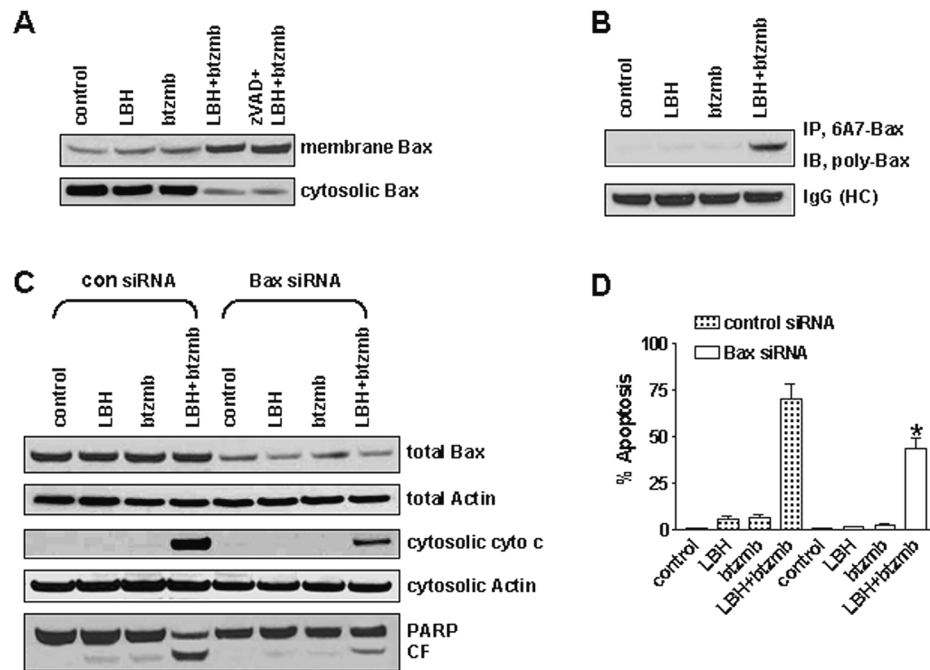 A
control
LBH
btzmb
LBH+btzmb
zVAD+
LBH+btzmb
membrane Bax
cytosolic Bax
B
control
LBH
btzmb
LBH+btzmb
IP, 6A7-Bax
IB, poly-Bax
IgG (HC)
C
con siRNA
Bax siRNA
control
LBH
btzmb
LBH+btzmb
control
LBH
btzmb
LBH+btzmb
total Bax
total Actin
cytosolic cyto c
cytosolic Actin
PARP
CF
D
control siRNA
Bax siRNA
% Apoptosis
100
75
50
25
0
*
control
LBH
btzmb
LBH+btzmb
control
LBH
btzmb
LBH+btzmb